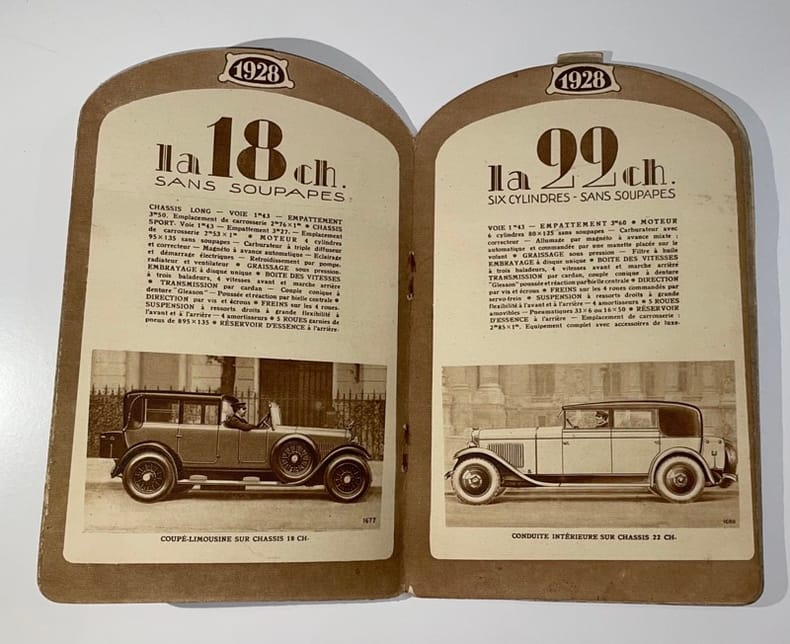 1928
la 18 ch.
SANS SOUPAPES
CHASSIS LONG — VOIE 1m43 — EMPATTEMENT
3m50. Emplacement de carrosserie 2m76×1m • CHASSIS
SPORT. Voie 1m43 — Empattement 3m27. — Emplacement
de carrosserie 2m53×1m • MOTEUR 4 cylindres
95×135 sans soupapes — Carburateur à triple diffuseur
et correcteur — Magnéto à avance automatique — Eclairage
et démarrage électriques — Refroidissement par pompe,
radiateur et ventilateur • GRAISSAGE sous pression.
EMBRAYAGE à disque unique • BOITE DES VITESSES
à trois baladeurs, 4 vitesses avant et marche arrière
• TRANSMISSION par cardan — Couple conique à
denture "Gleason" — Poussée et réaction par bielle centrale •
DIRECTION par vis et écrous • FREINS sur les 4 roues.
SUSPENSION à ressorts droits à grande flexibilité à
l'avant et à l'arrière — 4 amortisseurs • 5 ROUES garnies de
pneus de 895×135 • RÉSERVOIR D'ESSENCE à l'arrière.
1677
COUPÉ-LIMOUSINE SUR CHASSIS 18 CH.
1928
la 22 ch.
SIX CYLINDRES - SANS SOUPAPES
VOIE 1m43 — EMPATTEMENT 3m60 • MOTEUR
6 cylindres 80×125 sans soupapes — Carburateur avec
correcteur — Allumage par magnéto à avance mixte :
automatique et commandée par une manette placée sur le
volant • GRAISSAGE sous pression — Filtre à huile
EMBRAYAGE à disque unique • BOITE DES VITESSES
à trois baladeurs, 4 vitesses avant et marche arrière
TRANSMISSION par cardan, couple conique à denture
"Gleason" poussée et réaction par bielle centrale • DIRECTION
par vis et écrous • FREINS sur les 4 roues commandés par
servo-frein • SUSPENSION à ressorts droits à grande
flexibilité à l'avant et à l'arrière — 4 amortisseurs • 5 ROUES
amovibles — Pneumatiques 33×6 ou 16×50 • RÉSERVOIR
D'ESSENCE à l'arrière — Emplacement de carrosserie :
2m85×1m. Equipement complet avec accessoires de luxe.
CONDUITE INTÉRIEURE SUR CHASSIS 22 CH.